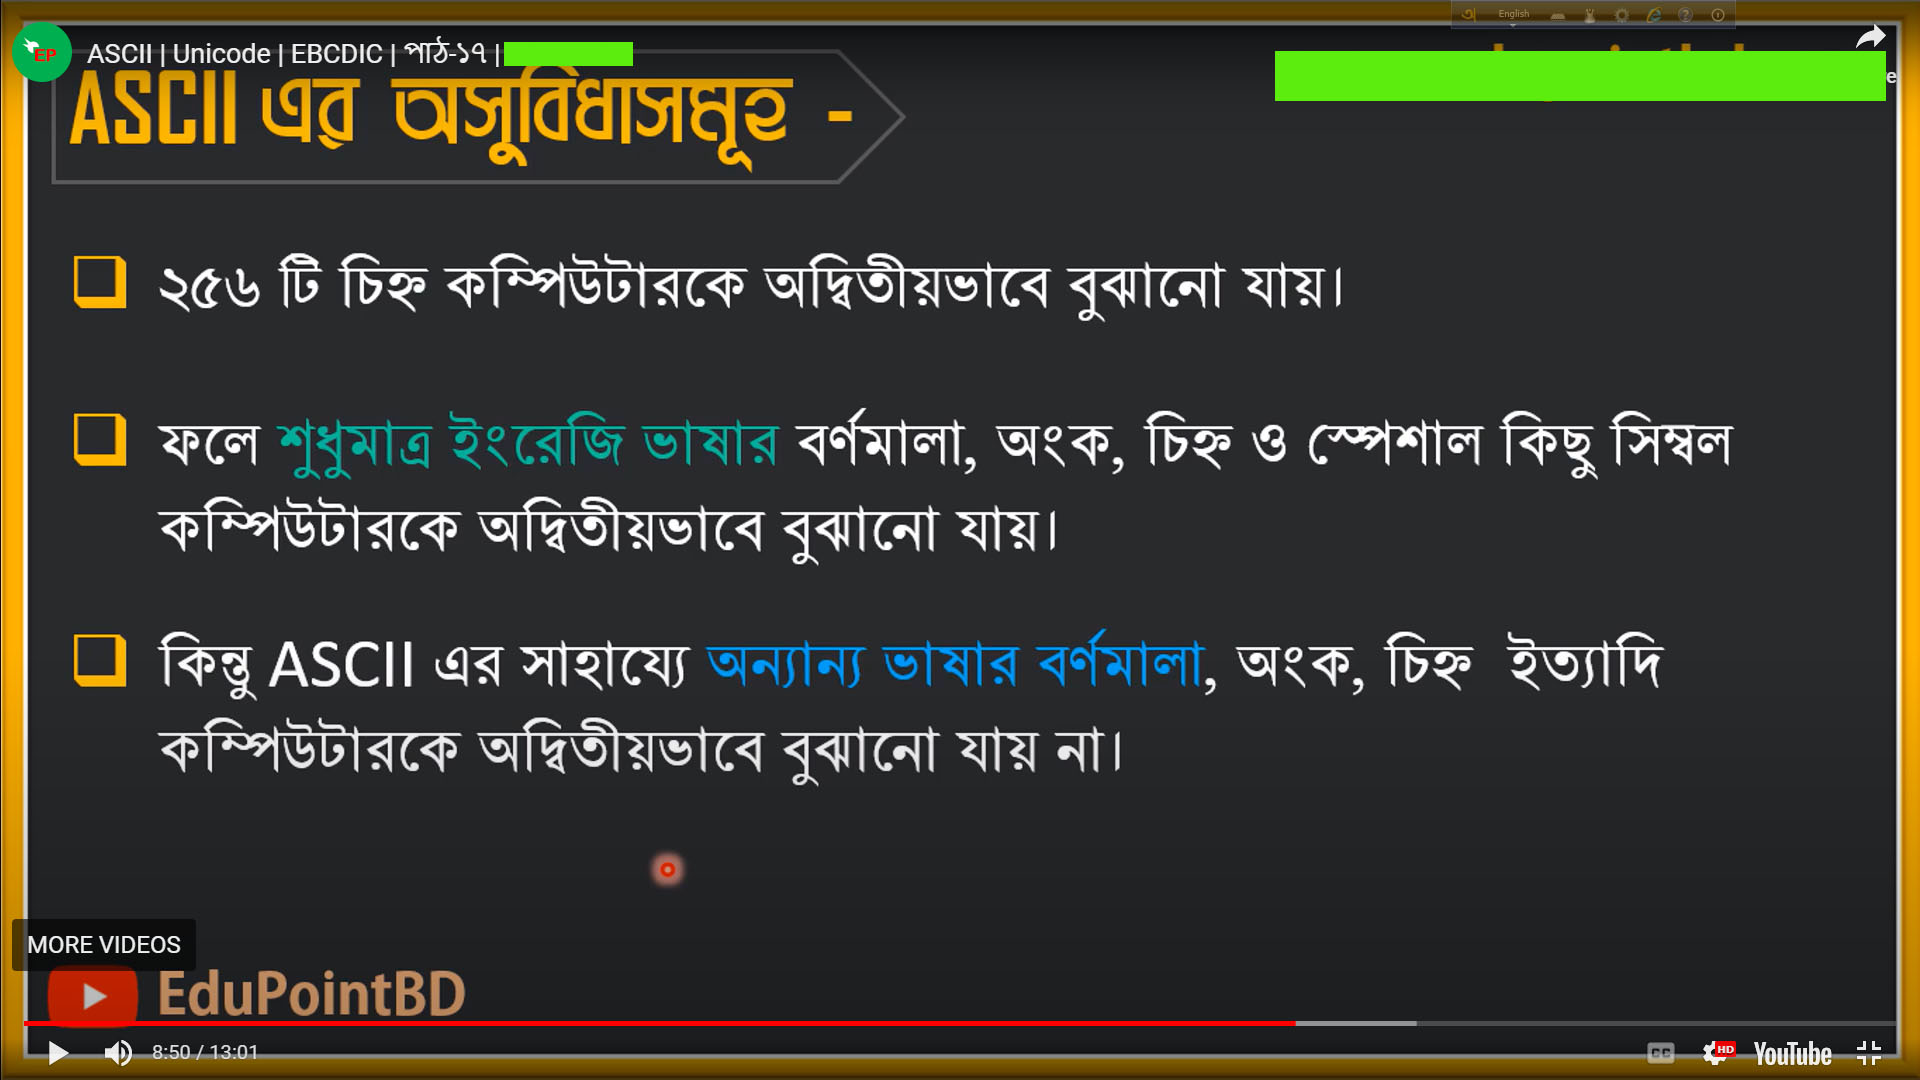 English
ASCII | Unicode | EBCDIC | পাঠ-১৭ |
EP
ASCII এর অসুবিধাসমূহ -
২৫৬ টি চিহ্ন কম্পিউটারকে অদ্বিতীয়ভাবে বুঝানো যায়।
ফলে শুধুমাত্র ইংরেজি ভাষার বর্ণমালা, অংক, চিহ্ন ও স্পেশাল কিছু সিম্বল
কম্পিউটারকে অদ্বিতীয়ভাবে বুঝানো যায়।
কিন্তু ASCII এর সাহায্যে অন্যান্য ভাষার বর্ণমালা, অংক, চিহ্ন ইত্যাদি
কম্পিউটারকে অদ্বিতীয়ভাবে বুঝানো যায় না।
MORE VIDEOS
EduPointBD
8:50 / 13:01
CC HD YouTube